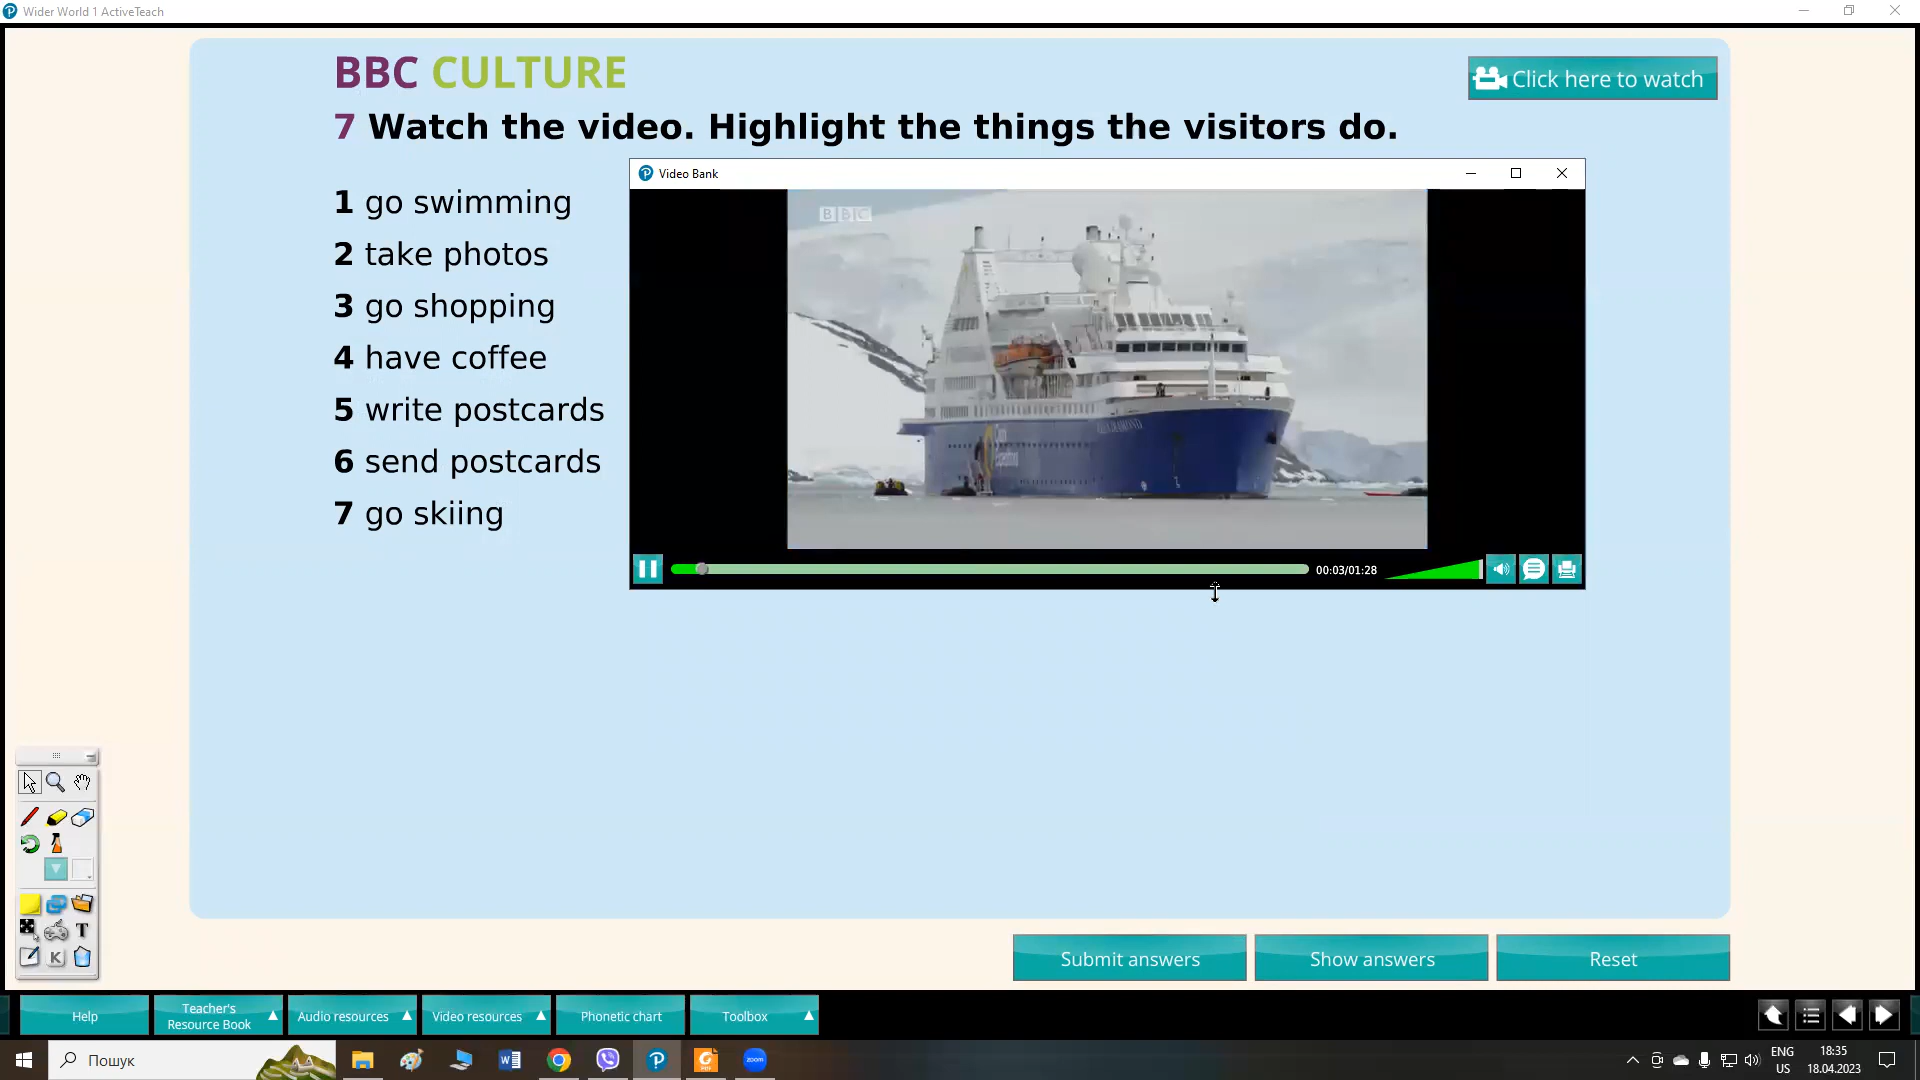 Wider World 1 ActiveTeach
BBC CULTURE
Click here to watch
7 Watch the video. Highlight the things the visitors do.
Video Bank
1 go swimming
2 take photos
3 go shopping
4 have coffee
5 write postcards
6 send postcards
7 go skiing
BBC
00:03/01:28
T
K
Submit answers
Show answers
Reset
Help
Teacher's
Resource Book
Audio resources
Video resources
Phonetic chart
Toolbox
Пошук
zoom
ENG
US
18:35
18.04.2023